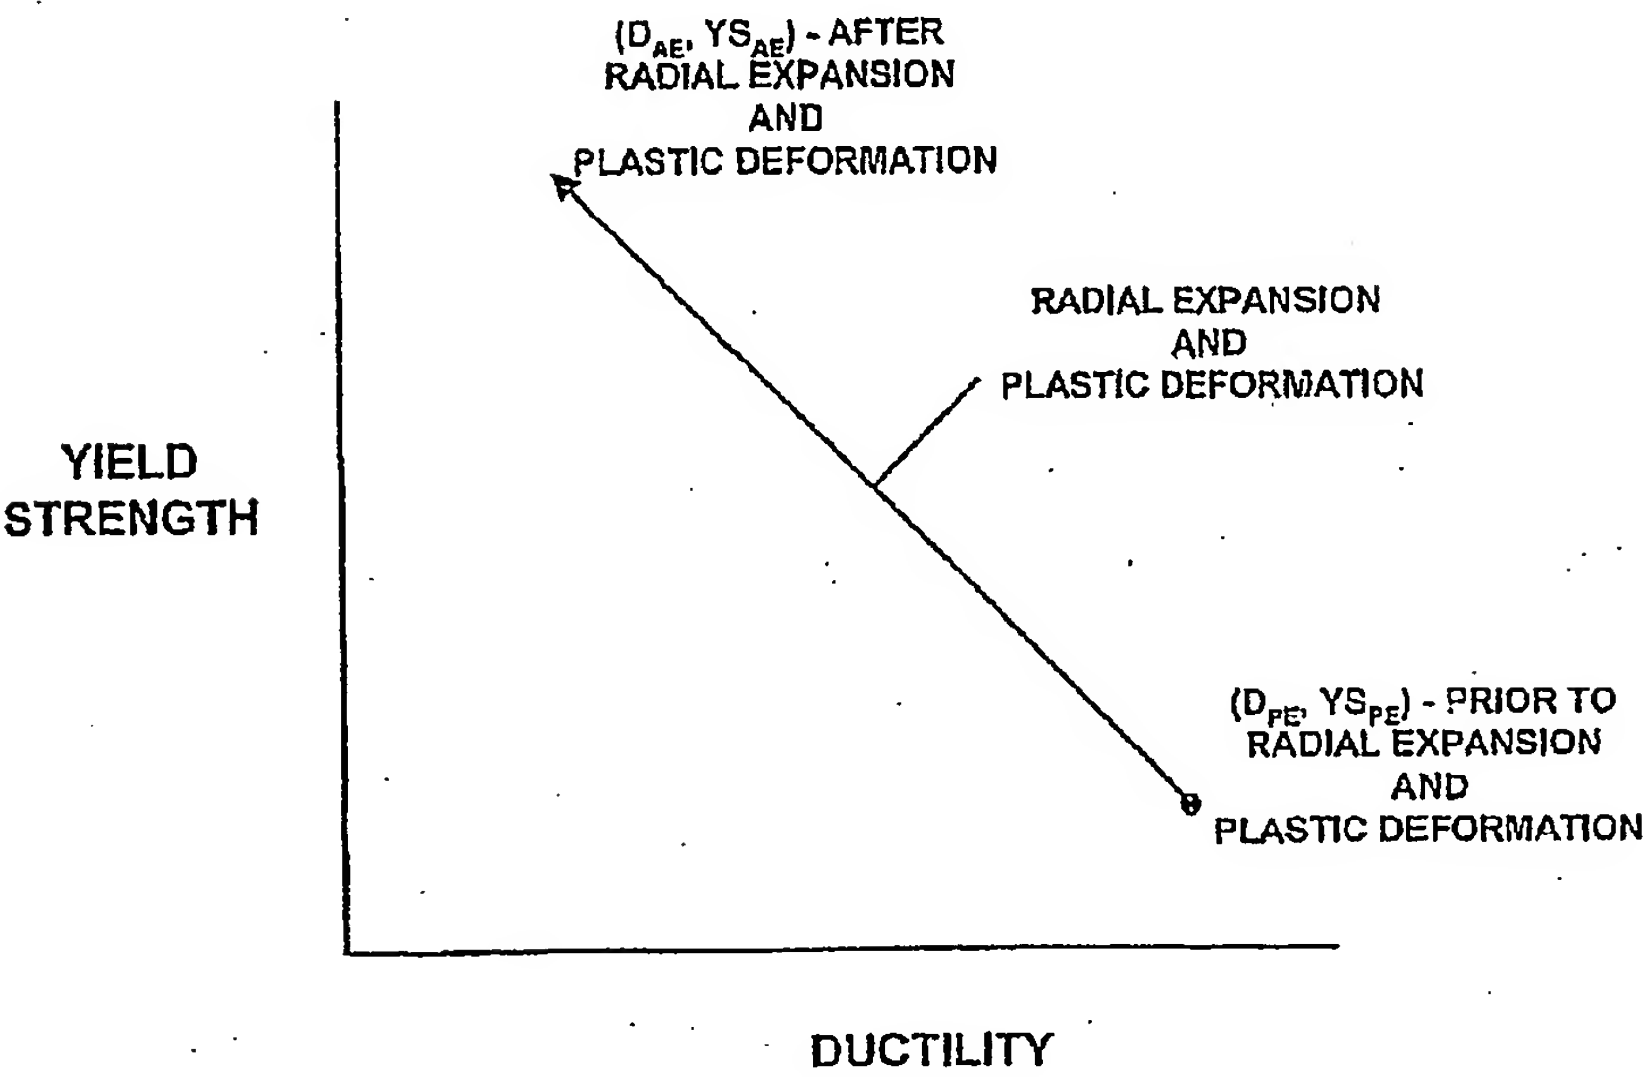 (D_AE, YS_AE) - AFTER
RADIAL EXPANSION
AND
PLASTIC DEFORMATION
RADIAL EXPANSION
AND
PLASTIC DEFORMATION
YIELD
STRENGTH
(D_PE, YS_PE) - PRIOR TO
RADIAL EXPANSION
AND
PLASTIC DEFORMATION
DUCTILITY